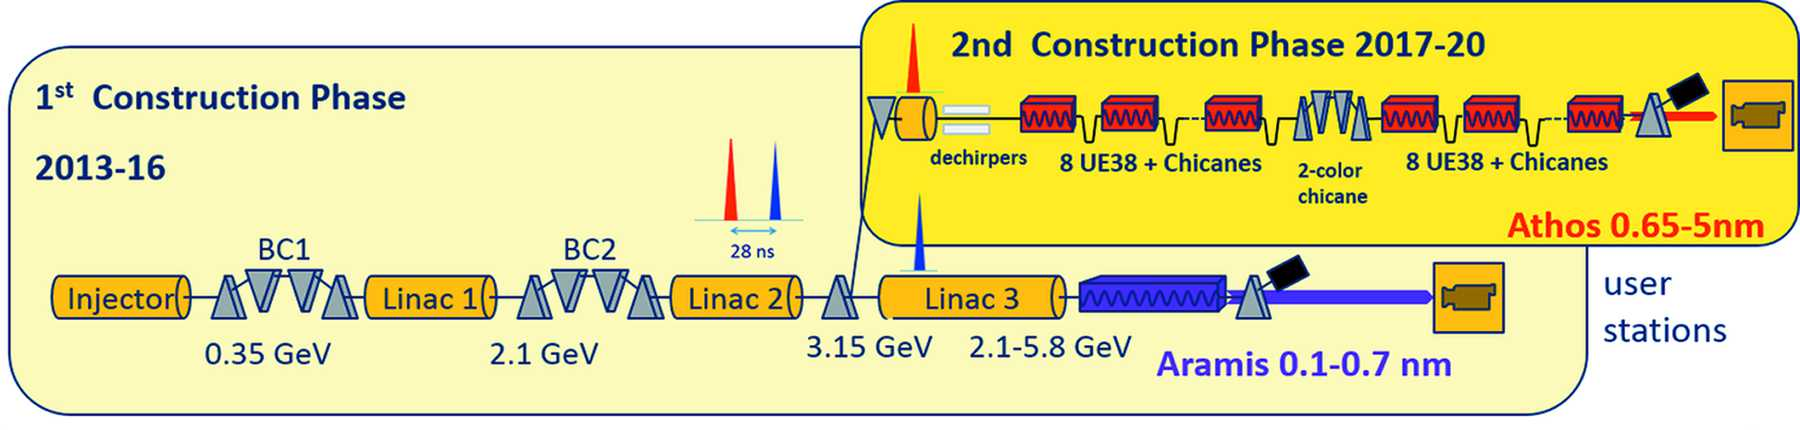 1st Construction Phase
2013-16
2nd Construction Phase 2017-20
dechirpers
8 UE38 + Chicanes
2-color
chicane
8 UE38 + Chicanes
Athos 0.65-5nm
28 ns
BC1
BC2
Injector
Linac 1
Linac 2
Linac 3
0.35 GeV
2.1 GeV
3.15 GeV
2.1-5.8 GeV
Aramis 0.1-0.7 nm
user
stations